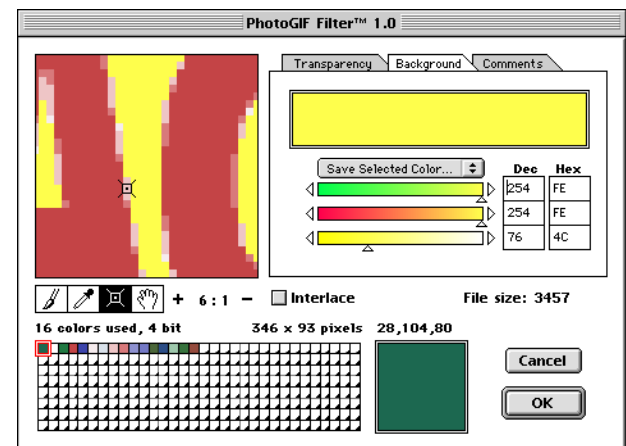 PhotoGIF Filter™ 1.0
Transparency Background Comments
Save Selected Color... Dec Hex
254 FE
254 FE
76 4C
+ 6 : 1 − Interlace File size: 3457
16 colors used, 4 bit 346 x 93 pixels 28,104,80
Cancel
OK